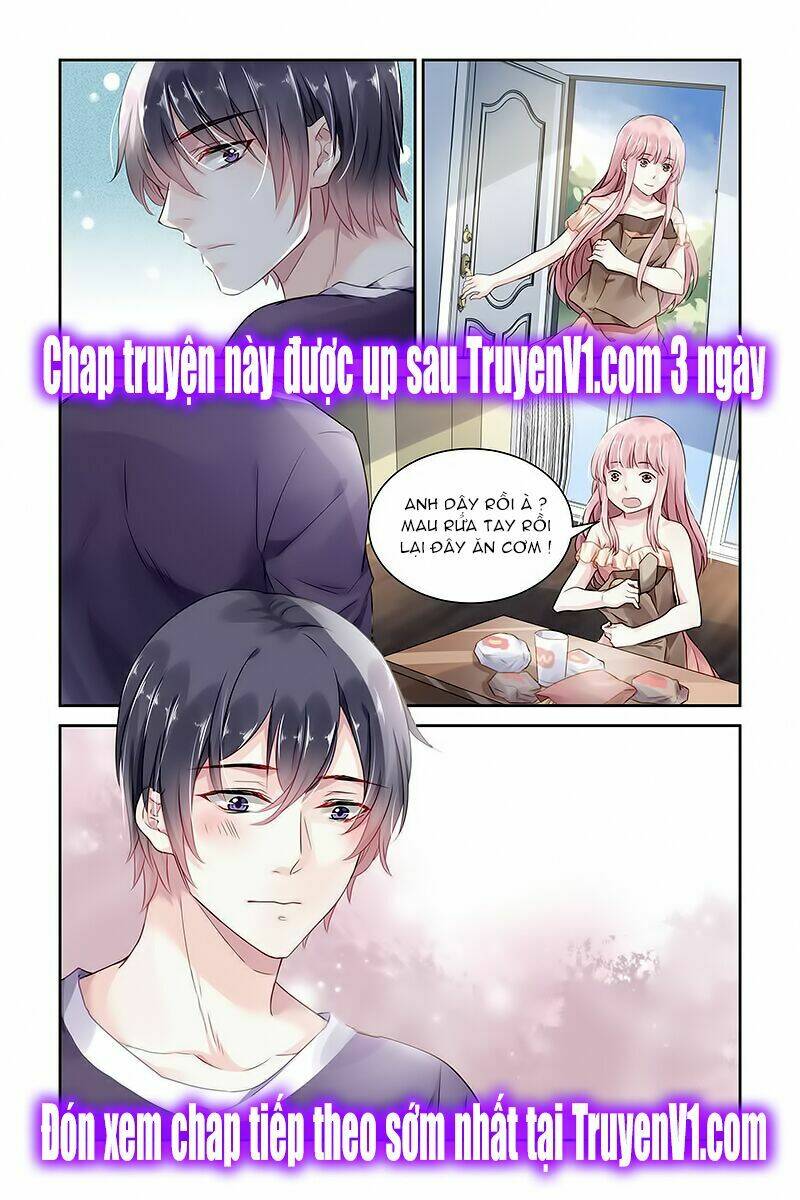 Chap truyện này được up sau TruyenV1.com 3 ngày
ANH DẬY RỒI À ?
MAU RỬA TAY RỒI
LẠI ĐÂY ĂN CƠM !
Đón xem chap tiếp theo sớm nhất tại TruyenV1.com